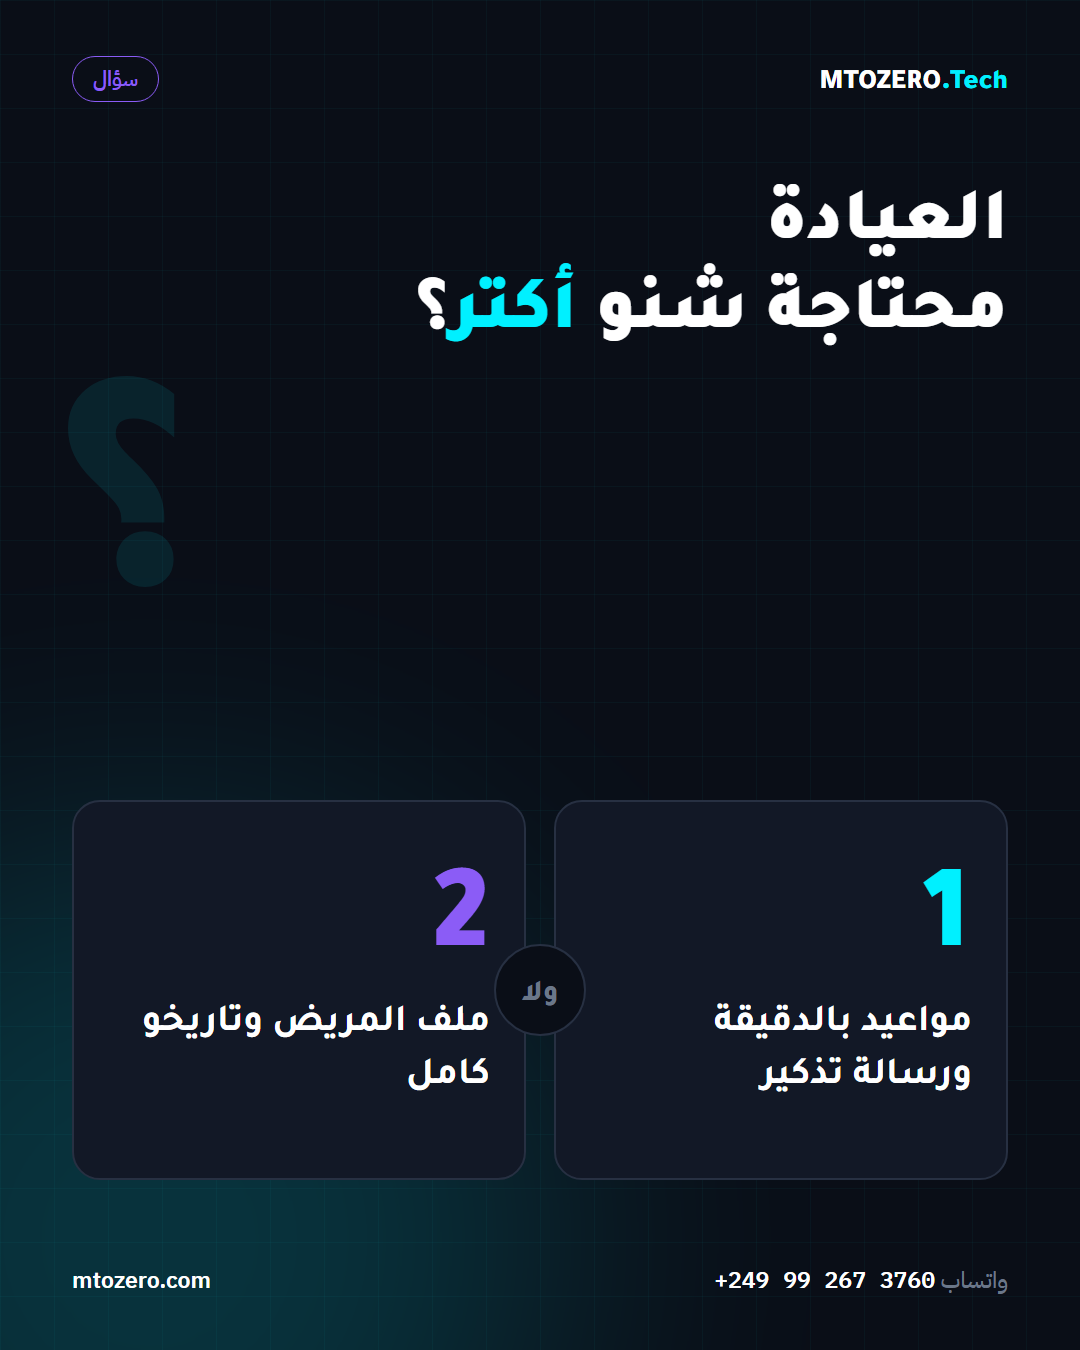 MTOZERO.Tech
سؤال
العيادة
محتاجة شنو أكتر؟
؟
1
مواعيد بالدقيقة
ورسالة تذكير
ولا
2
ملف المريض وتاريخو
كامل
واتساب +249 99 267 3760
mtozero.com